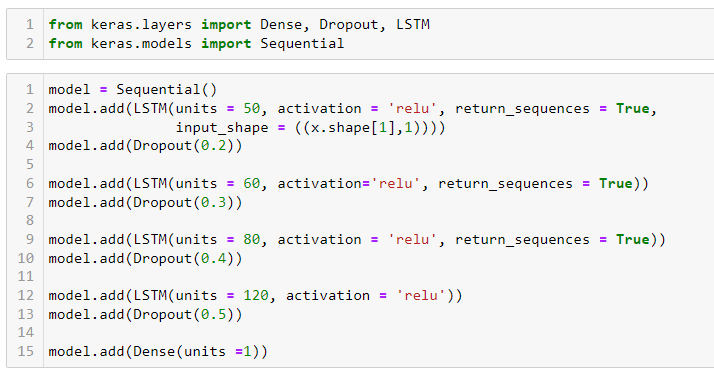 1 from keras.layers import Dense, Dropout, LSTM
2 from keras.models import Sequential
1 model = Sequential()
2 model.add(LSTM(units = 50, activation = 'relu', return_sequences = True,
3                input_shape = ((x.shape[1],1))))
4 model.add(Dropout(0.2))
5
6 model.add(LSTM(units = 60, activation='relu', return_sequences = True))
7 model.add(Dropout(0.3))
8
9 model.add(LSTM(units = 80, activation = 'relu', return_sequences = True))
10 model.add(Dropout(0.4))
11
12 model.add(LSTM(units = 120, activation = 'relu'))
13 model.add(Dropout(0.5))
14
15 model.add(Dense(units =1))